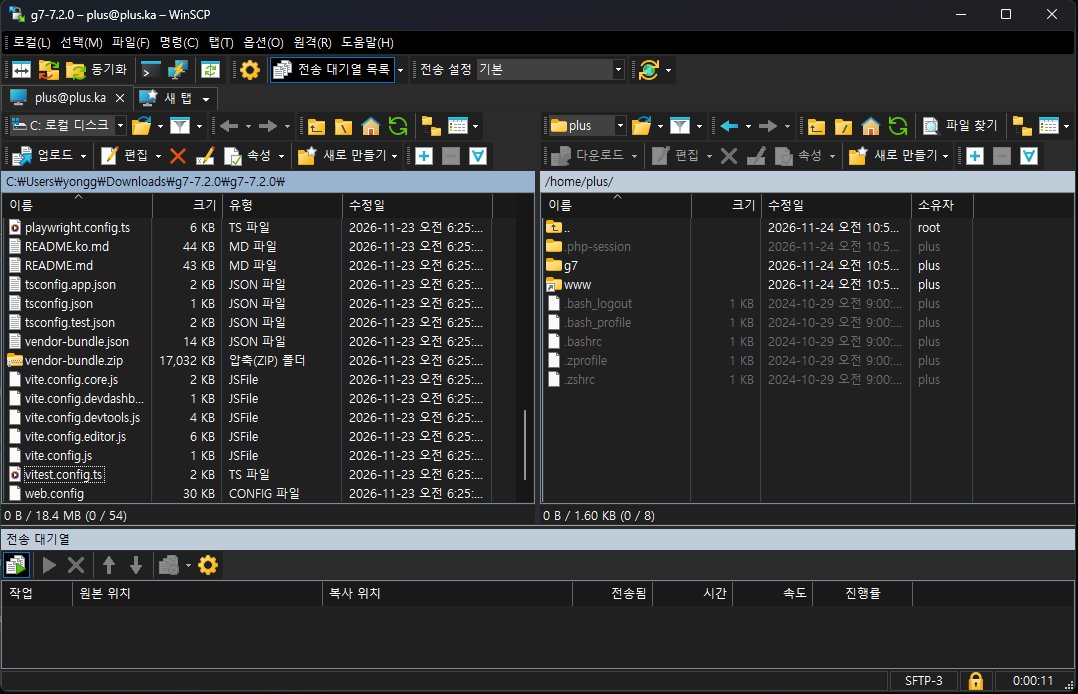 g7-7.2.0 – plus@plus.ka – WinSCP
로컬(L) 선택(M) 파일(F) 명령(C) 탭(T) 옵션(O) 원격(R) 도움말(H)
동기화 전송 대기열 목록 전송 설정 기본
plus@plus.ka 새 탭
C: 로컬 디스크 plus 파일 찾기
업로드 편집 속성 새로 만들기 다운로드 편집 속성 새로 만들기
C:₩Users₩yongg₩Downloads₩g7-7.2.0₩g7-7.2.0₩
이름 크기 유형 수정일
playwright.config.ts 6 KB TS 파일 2026-11-23 오전 6:25:...
README.ko.md 44 KB MD 파일 2026-11-23 오전 6:25:...
README.md 43 KB MD 파일 2026-11-23 오전 6:25:...
tsconfig.app.json 2 KB JSON 파일 2026-11-23 오전 6:25:...
tsconfig.json 1 KB JSON 파일 2026-11-23 오전 6:25:...
tsconfig.test.json 2 KB JSON 파일 2026-11-23 오전 6:25:...
vendor-bundle.json 14 KB JSON 파일 2026-11-23 오전 6:25:...
vendor-bundle.zip 17,032 KB 압축(ZIP) 폴더 2026-11-23 오전 6:25:...
vite.config.core.js 2 KB JSFile 2026-11-23 오전 6:25:...
vite.config.devdashb... 1 KB JSFile 2026-11-23 오전 6:25:...
vite.config.devtools.js 4 KB JSFile 2026-11-23 오전 6:25:...
vite.config.editor.js 6 KB JSFile 2026-11-23 오전 6:25:...
vite.config.js 1 KB JSFile 2026-11-23 오전 6:25:...
vitest.config.ts 2 KB TS 파일 2026-11-23 오전 6:25:...
web.config 30 KB CONFIG 파일 2026-11-23 오전 6:25:...
0 B / 18.4 MB (0 / 54)
/home/plus/
이름 크기 수정일 소유자
.. 2026-11-24 오전 10:5... root
.php-session 2026-11-24 오전 10:5... plus
g7 2026-11-24 오전 10:5... plus
www 2026-11-24 오전 10:5... plus
.bash_logout 1 KB 2024-10-29 오전 9:00:... plus
.bash_profile 1 KB 2024-10-29 오전 9:00:... plus
.bashrc 1 KB 2024-10-29 오전 9:00:... plus
.zprofile 1 KB 2024-10-29 오전 9:00:... plus
.zshrc 1 KB 2024-10-29 오전 9:00:... plus
0 B / 1.60 KB (0 / 8)
전송 대기열
작업 원본 위치 복사 위치 전송됨 시간 속도 진행률
SFTP-3 0:00:11